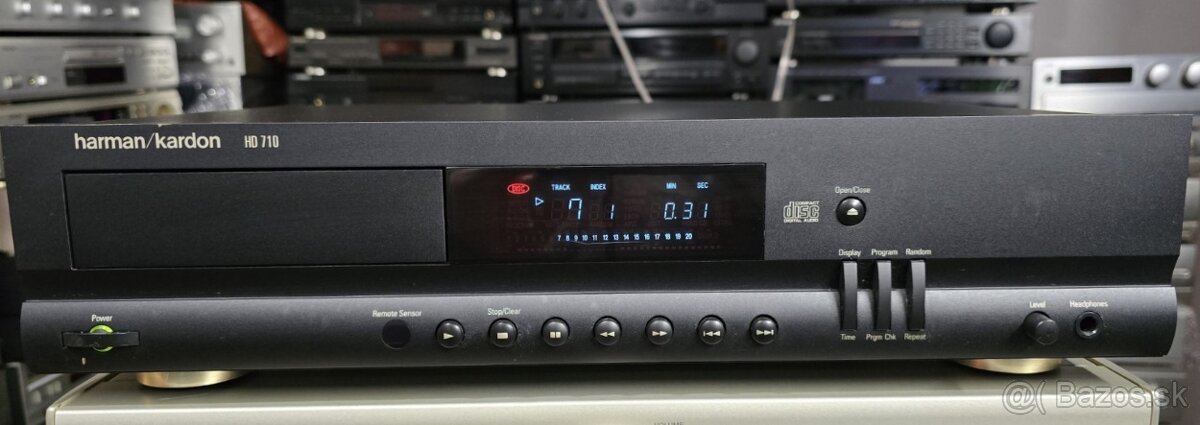 harman/kardon HD 710
DISC TRACK INDEX MIN SEC
7 1 0.31
7 8 9 10 11 12 13 14 15 16 17 18 19 20
COMPACT
disc
DIGITAL AUDIO
Open/Close
Display Program Random
Time Prgm Chk Repeat
Power
Remote Sensor
Stop/Clear
Level
Headphones
VOLUME
@( Bazos.sk